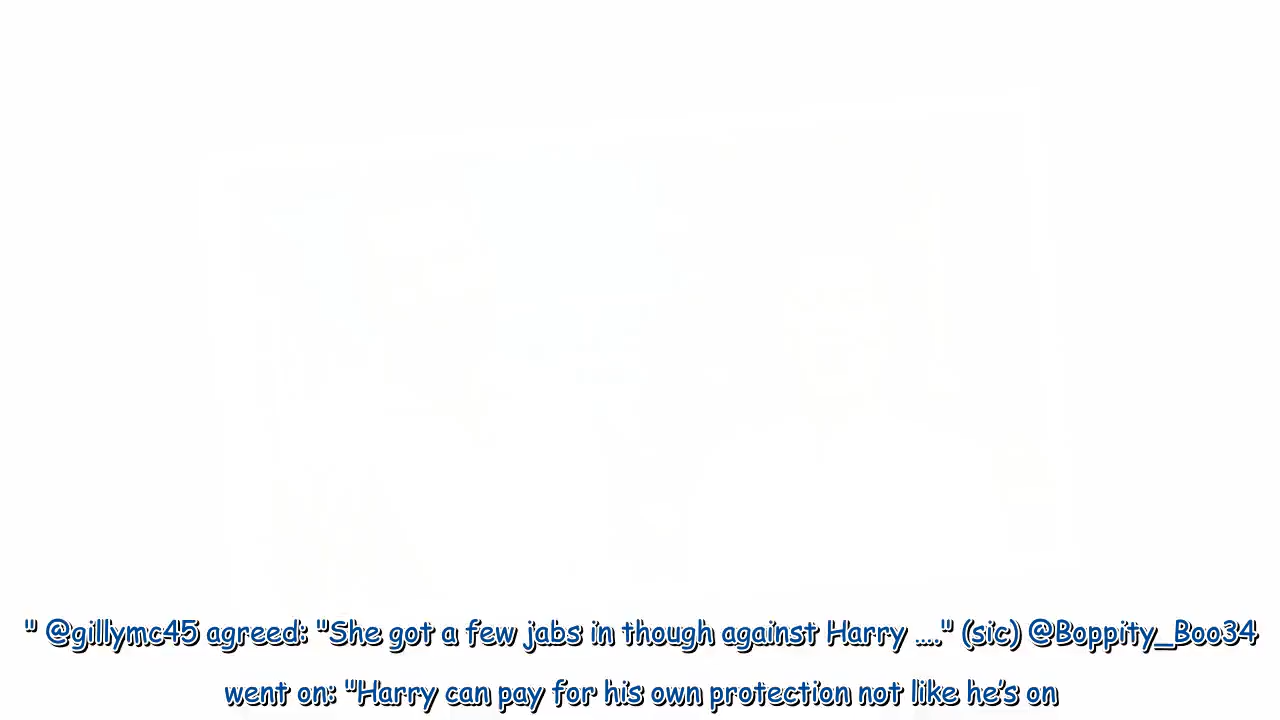 " @gillymc45 agreed: "She got a few jabs in though against Harry ...." (sic) @Boppity_Boo34
went on: "Harry can pay for his own protection not like he’s on